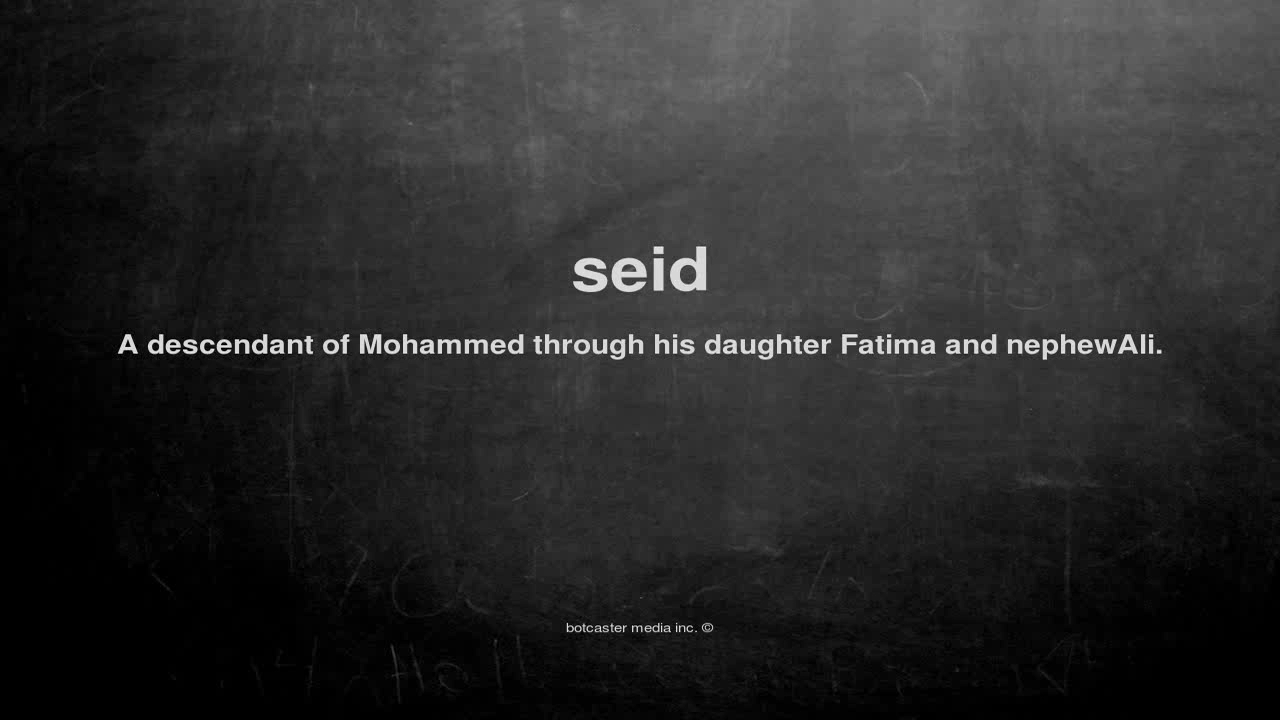 seid
A descendant of Mohammed through his daughter Fatima and nephewAli.
botcaster media inc. ©